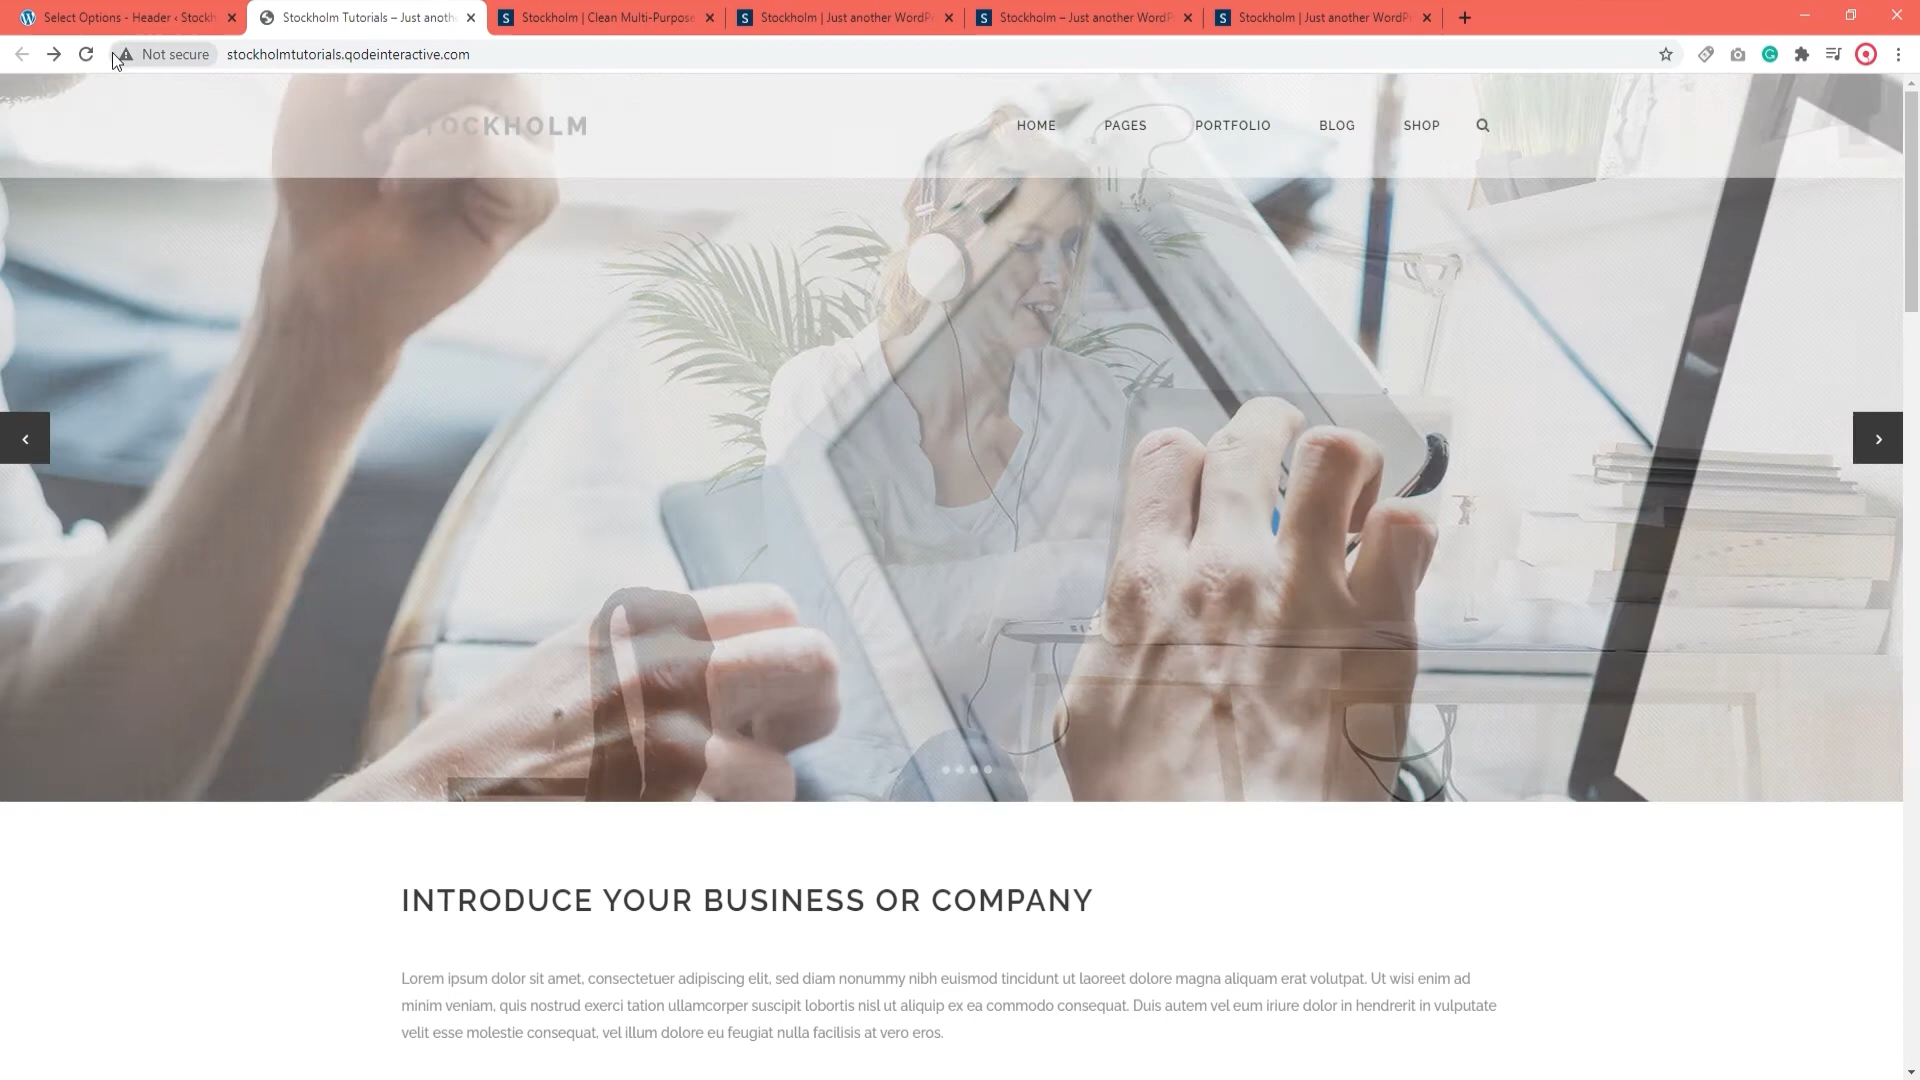 Select Options - Header ‹ Stockh
Stockholm Tutorials – Just anoth
Stockholm | Clean Multi-Purpose
Stockholm | Just another WordPr
Stockholm – Just another WordP
Stockholm | Just another WordP
Not secure
stockholmtutorials.qodeinteractive.com
STOCKHOLM
HOME
PAGES
PORTFOLIO
BLOG
SHOP
INTRODUCE YOUR BUSINESS OR COMPANY
Lorem ipsum dolor sit amet, consectetuer adipiscing elit, sed diam nonummy nibh euismod tincidunt ut laoreet dolore magna aliquam erat volutpat. Ut wisi enim ad
minim veniam, quis nostrud exerci tation ullamcorper suscipit lobortis nisl ut aliquip ex ea commodo consequat. Duis autem vel eum iriure dolor in hendrerit in vulputate
velit esse molestie consequat, vel illum dolore eu feugiat nulla facilisis at vero eros.